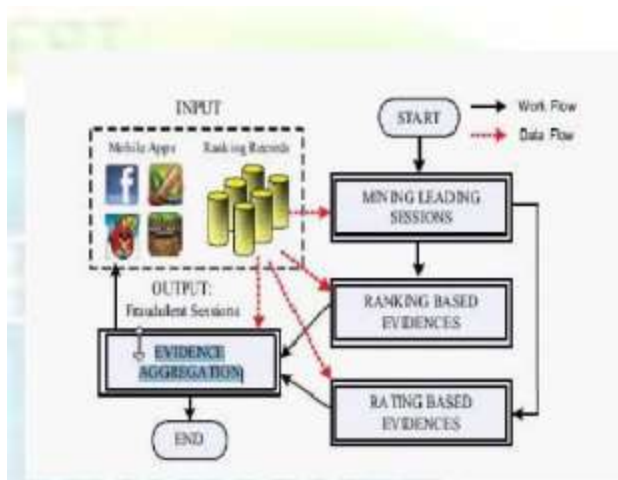 INPUT
START
Work Flow
Data Flow
Mobile Apps
Ranking Records
MINING LEADING
SESSIONS
RANKING BASED
EVIDENCES
OUTPUT:
Fraudulent Sessions
EVIDENCE
AGGREGATION
RATING BASED
EVIDENCES
END